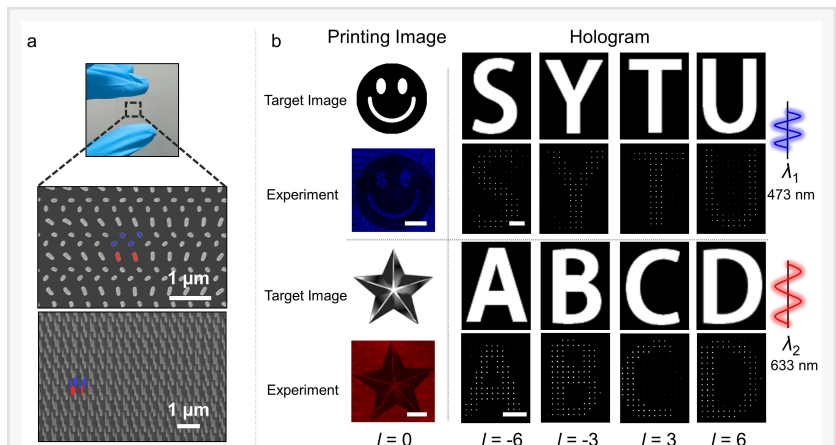 a
1 µm
1 µm
b
Printing Image
Hologram
Target Image
S Y T U
Experiment
S Y T U
λ1
473 nm
Target Image
A B C D
Experiment
A B C D
λ2
633 nm
l = 0
l = -6
l = -3
l = 3
l = 6